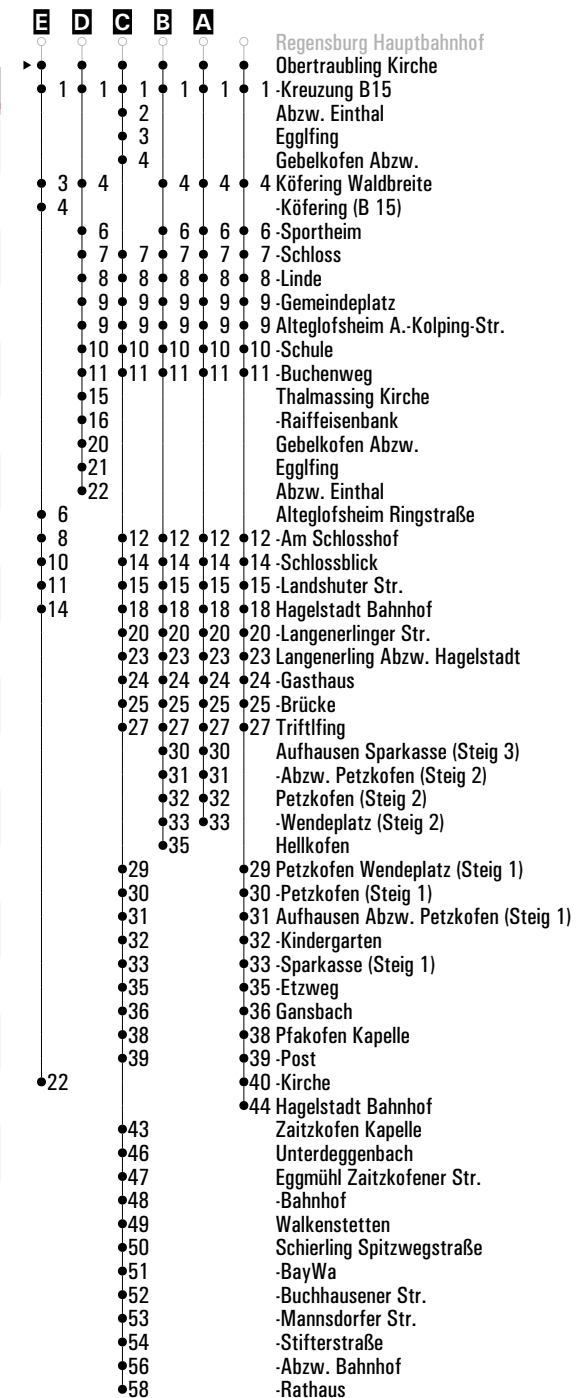 E D C B A
Regensburg Hauptbahnhof
Obertraubling Kirche
1 1 1 1 1 1 -Kreuzung B15
2 Abzw. Einthal
3 Egglfing
4 Gebelkofen Abzw.
3 4 4 4 4 Köfering Waldbreite
4 -Köfering (B 15)
6 6 6 6 -Sportheim
7 7 7 7 7 -Schloss
8 8 8 8 8 -Linde
9 9 9 9 9 -Gemeindeplatz
9 9 9 9 9 Alteglofsheim A.-Kolping-Str.
10 10 10 10 10 -Schule
11 11 11 11 11 -Buchenweg
15 Thalmassing Kirche
16 -Raiffeisenbank
20 Gebelkofen Abzw.
21 Egglfing
22 Abzw. Einthal
6 Alteglofsheim Ringstraße
8 12 12 12 12 -Am Schlosshof
10 14 14 14 14 -Schlossblick
11 15 15 15 15 -Landshuter Str.
14 18 18 18 18 Hagelstadt Bahnhof
20 20 20 20 -Langenerlinger Str.
23 23 23 23 Langenerling Abzw. Hagelstadt
24 24 24 24 -Gasthaus
25 25 25 25 -Brücke
27 27 27 27 Triftlfing
30 30 Aufhausen Sparkasse (Steig 3)
31 31 -Abzw. Petzkofen (Steig 2)
32 32 Petzkofen (Steig 2)
33 33 -Wendeplatz (Steig 2)
35 Hellkofen
29 29 Petzkofen Wendeplatz (Steig 1)
30 30 -Petzkofen (Steig 1)
31 31 Aufhausen Abzw. Petzkofen (Steig 1)
32 32 -Kindergarten
33 33 -Sparkasse (Steig 1)
35 35 -Etzweg
36 36 Gansbach
38 38 Pfakofen Kapelle
39 39 -Post
22 40 -Kirche
44 Hagelstadt Bahnhof
43 Zaitzkofen Kapelle
46 Unterdeggenbach
47 Eggmühl Zaitzkofener Str.
48 -Bahnhof
49 Walkenstetten
50 Schierling Spitzwegstraße
51 -BayWa
52 -Buchhausener Str.
53 -Mannsdorfer Str.
54 -Stifterstraße
56 -Abzw. Bahnhof
58 -Rathaus